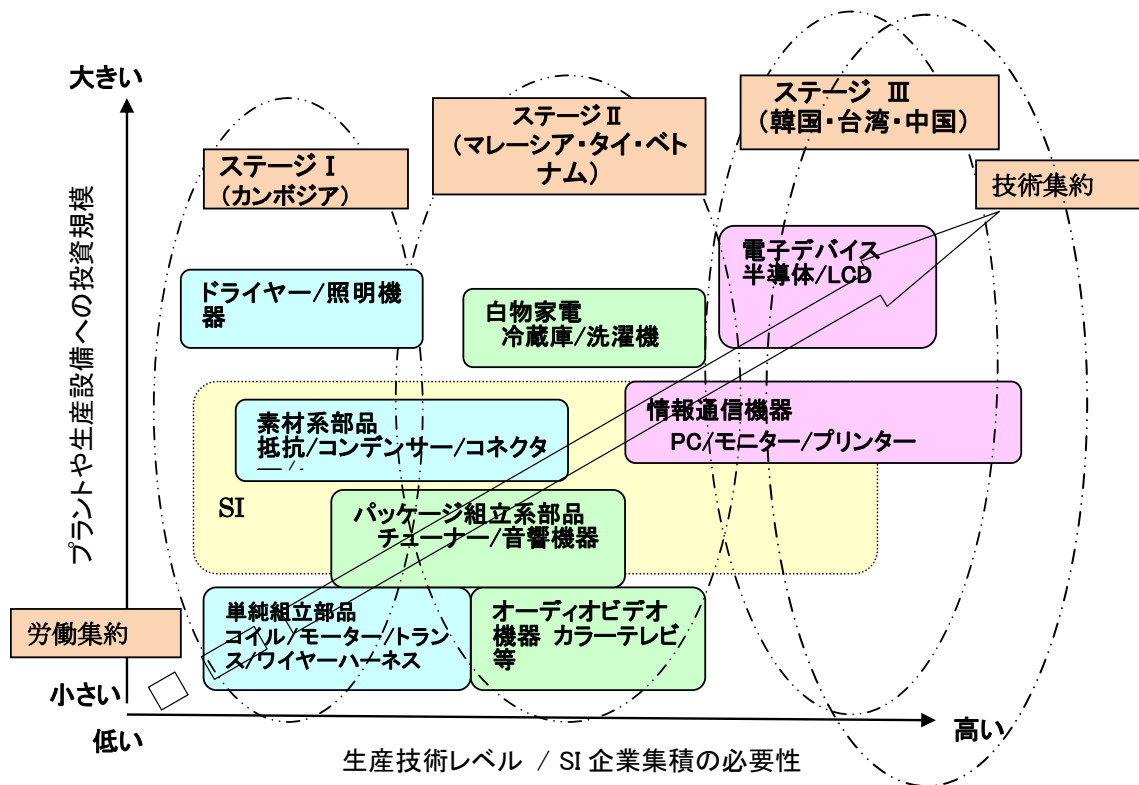 大きい
ステージ Ⅲ
（韓国・台湾・中国）
ステージⅡ
（マレーシア・タイ・ベト
ナム）
ステージⅠ
（カンボジア）
技術集約
プラントや生産設備への投資規模
電子デバイス
半導体/LCD
ドライヤー/照明機
器
白物家電
冷蔵庫/洗濯機
素材系部品
抵抗/コンデンサー/コネクタ
情報通信機器
PC/モニター/プリンター
SI
パッケージ組立系部品
チューナー/音響機器
労働集約
単純組立部品
コイル/モーター/トラン
ス/ワイヤーハーネス
オーディオビデオ
機器 カラーテレビ
等
小さい
低い
高い
生産技術レベル / SI 企業集積の必要性